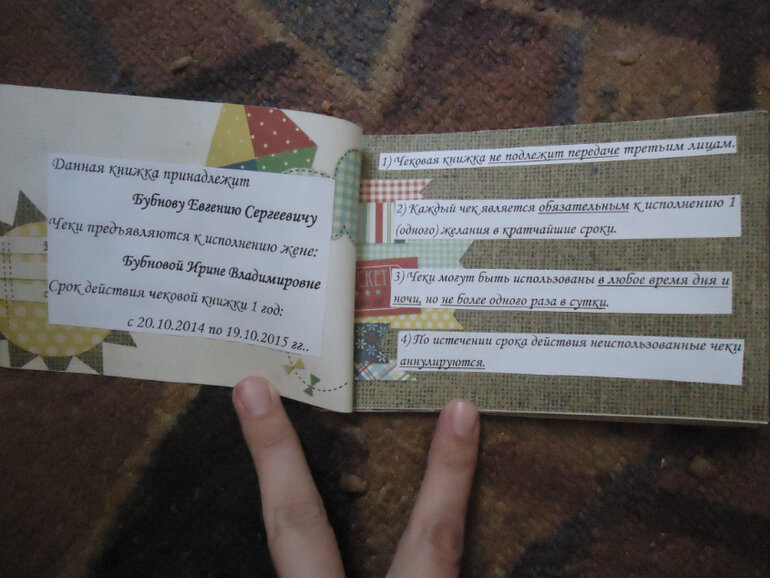 Данная книжка принадлежит
Бубнову Евгению Сергеевичу
Чеки предъявляются к исполнению жене:
Бубновой Ирине Владимировне
Срок действия чековой книжки 1 год:
с 20.10.2014 по 19.10.2015 гг..
1) Чековая книжка не подлежит передаче третьим лицам.
2) Каждый чек является обязательным к исполнению 1
(одного) желания в кратчайшие сроки.
3) Чеки могут быть использованы в любое время дня и
ночи, но не более одного раза в сутки.
4) По истечении срока действия неиспользованные чеки
аннулируются.